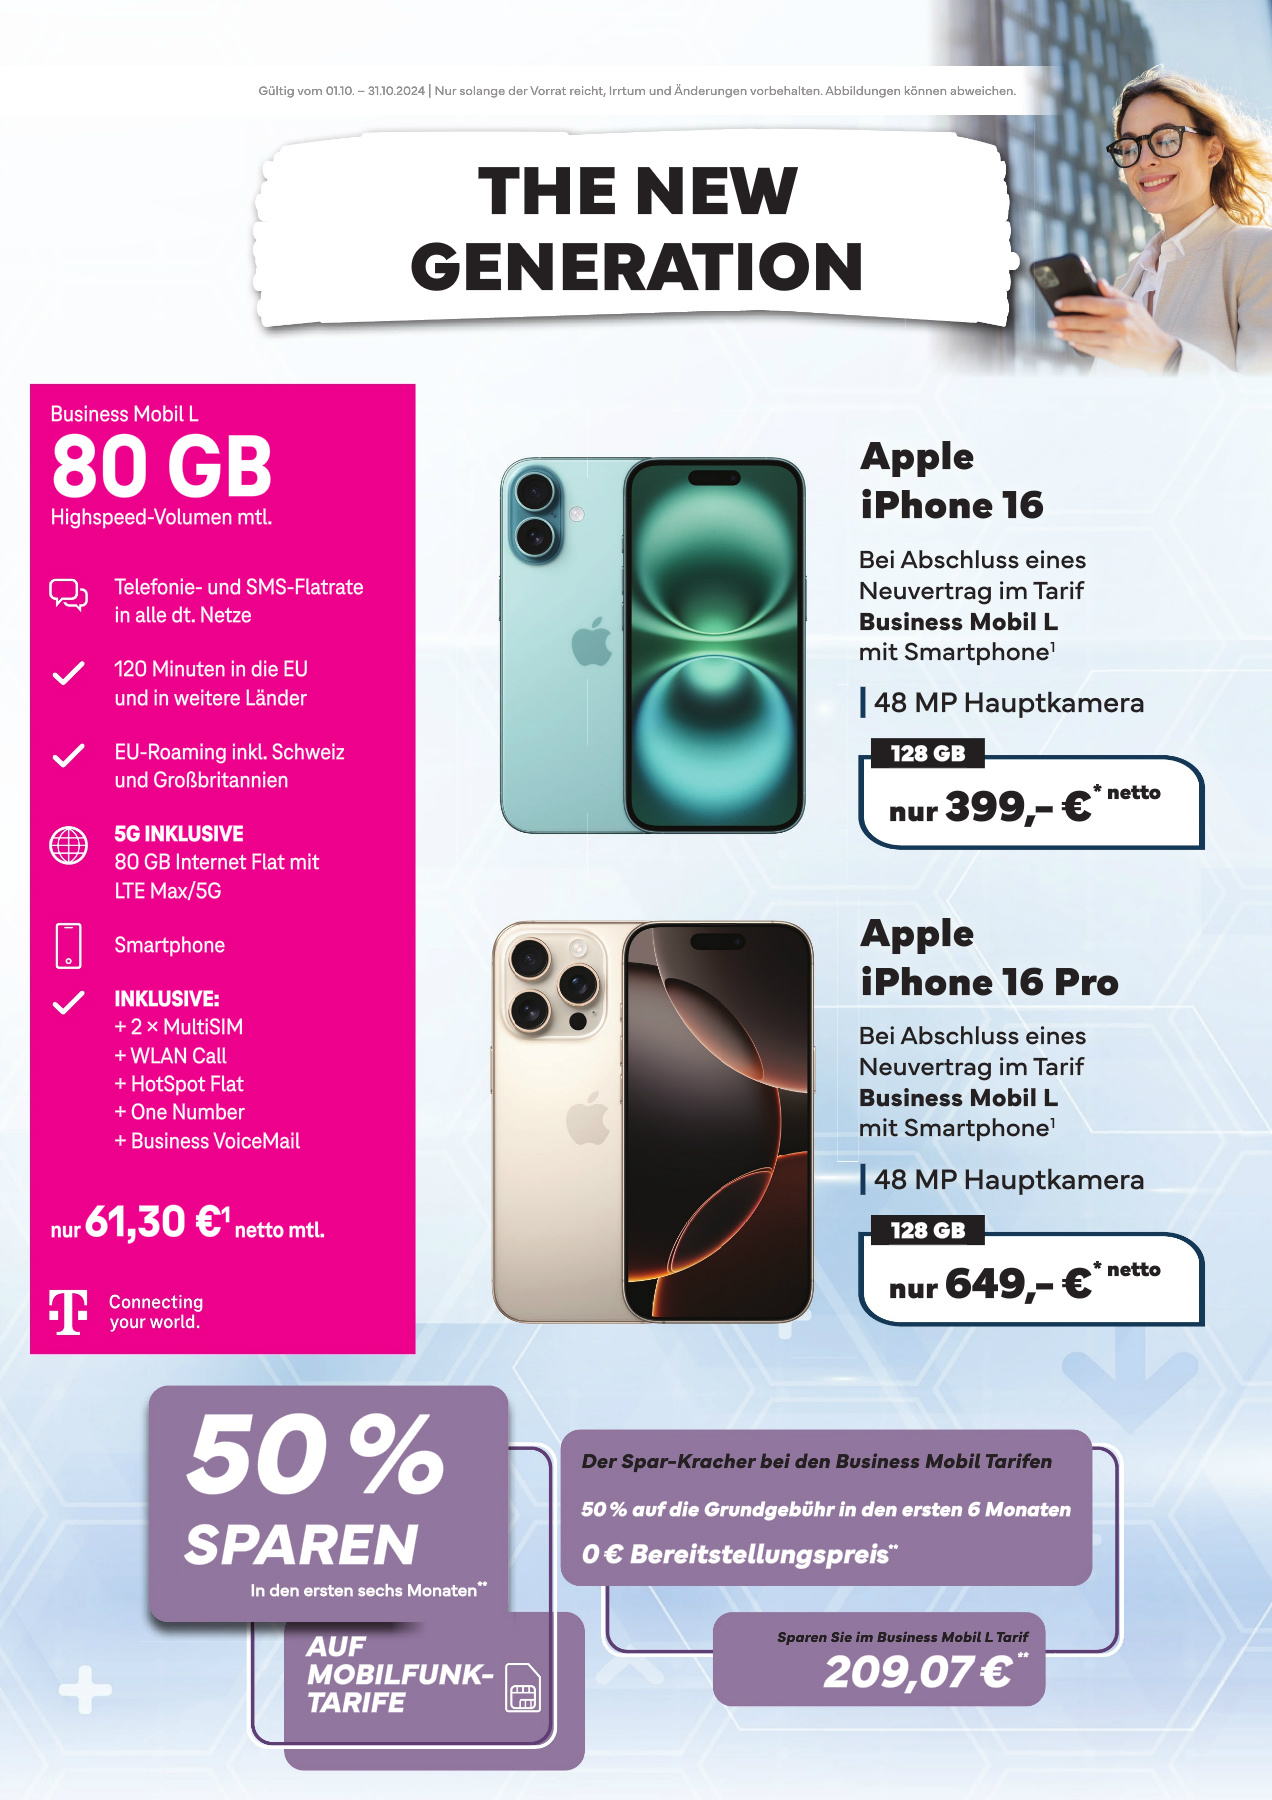 Gültig vom 01.10. – 31.10.2024 | Nur solange der Vorrat reicht, Irrtum und Änderungen vorbehalten. Abbildungen können abweichen.
THE NEW
GENERATION
Business Mobil L
80 GB
Highspeed-Volumen mtl.
Telefonie- und SMS-Flatrate
in alle dt. Netze
120 Minuten in die EU
und in weitere Länder
EU-Roaming inkl. Schweiz
und Großbritannien
5G INKLUSIVE
80 GB Internet Flat mit
LTE Max/5G
Smartphone
INKLUSIVE:
+ 2 × MultiSIM
+ WLAN Call
+ HotSpot Flat
+ One Number
+ Business VoiceMail
nur 61,30 €¹ netto mtl.
T Connecting
your world.
Apple
iPhone 16
Bei Abschluss eines
Neuvertrag im Tarif
Business Mobil L
mit Smartphone¹
48 MP Hauptkamera
128 GB
nur 399,– €* netto
Apple
iPhone 16 Pro
Bei Abschluss eines
Neuvertrag im Tarif
Business Mobil L
mit Smartphone¹
48 MP Hauptkamera
128 GB
nur 649,– €* netto
50 %
SPAREN
In den ersten sechs Monaten**
AUF
MOBILFUNK-
TARIFE
Der Spar-Kracher bei den Business Mobil Tarifen
50 % auf die Grundgebühr in den ersten 6 Monaten
0 € Bereitstellungspreis**
Sparen Sie im Business Mobil L Tarif
209,07 €**